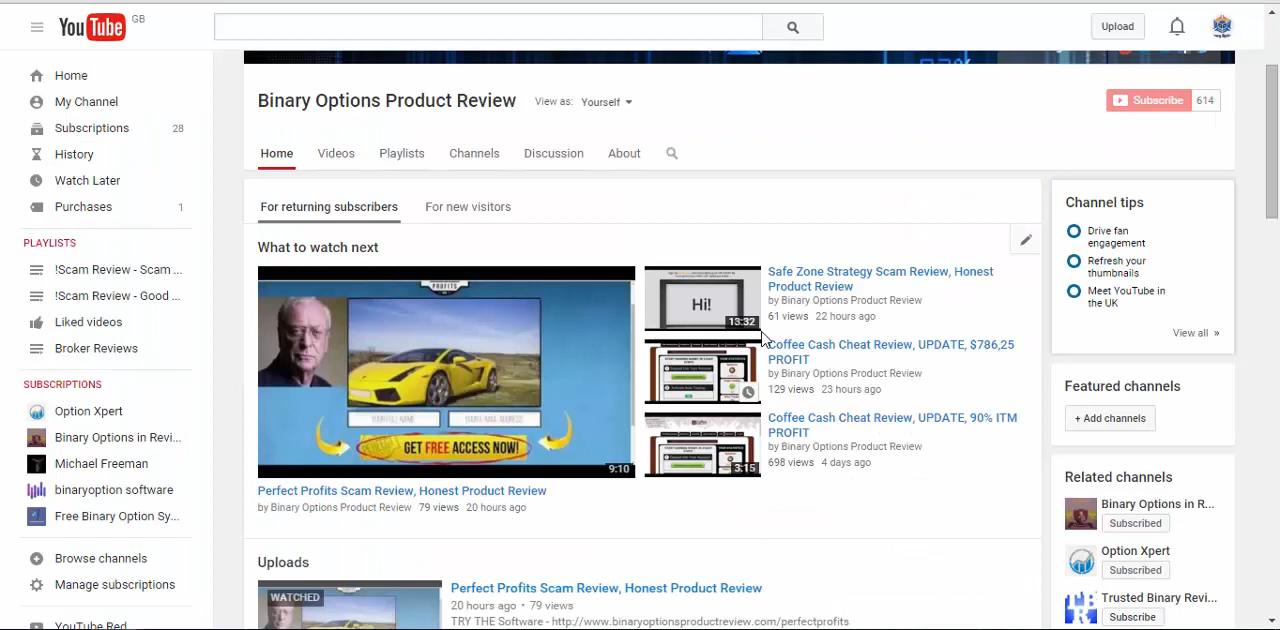 YouTube GB
Upload
Home
My Channel
Subscriptions 28
History
Watch Later
Purchases 1
PLAYLISTS
!Scam Review - Scam ...
!Scam Review - Good ...
Liked videos
Broker Reviews
SUBSCRIPTIONS
Option Xpert
Binary Options in Revi...
Michael Freeman
binaryoption software
Free Binary Option Sy...
Browse channels
Manage subscriptions
YouTube Red
Binary Options Product Review View as: Yourself
Subscribe 614
Home Videos Playlists Channels Discussion About
For returning subscribers For new visitors
What to watch next
PROFITS
YOUR FULL NAME
GET FREE ACCESS NOW!
9:10
Perfect Profits Scam Review, Honest Product Review
by Binary Options Product Review 79 views 20 hours ago
Hi!
13:32
Safe Zone Strategy Scam Review, Honest
Product Review
by Binary Options Product Review
61 views 22 hours ago
Coffee Cash Cheat Review, UPDATE, $786,25
PROFIT
by Binary Options Product Review
129 views 23 hours ago
3:15
Coffee Cash Cheat Review, UPDATE, 90% ITM
PROFIT
by Binary Options Product Review
698 views 4 days ago
Uploads
WATCHED
Perfect Profits Scam Review, Honest Product Review
20 hours ago • 79 views
TRY THE Software - http://www.binaryoptionsproductreview.com/perfectprofits
Channel tips
Drive fan
engagement
Refresh your
thumbnails
Meet YouTube in
the UK
View all »
Featured channels
+ Add channels
Related channels
Binary Options in R...
Subscribed
Option Xpert
Subscribed
Trusted Binary Revi...
Subscribe